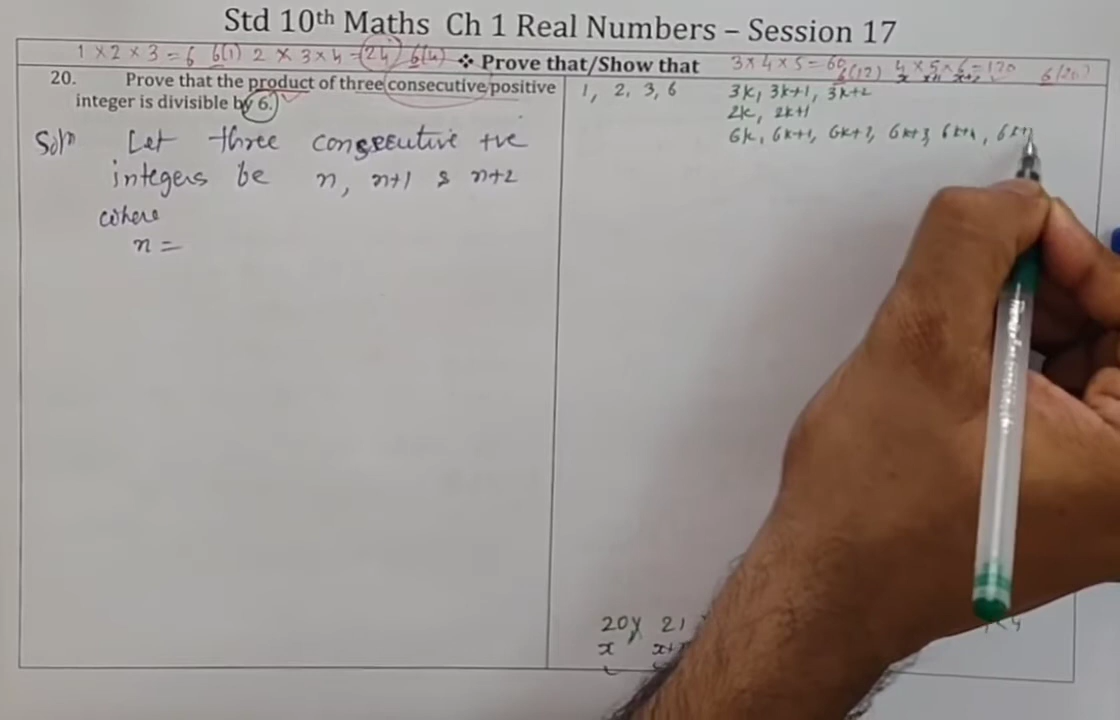 Std 10th Maths Ch 1 Real Numbers – Session 17
1 × 2 × 3 = 6 6(1) 2 × 3 × 4 = 24 6(4) ❖ Prove that/Show that 3 × 4 × 5 = 60 6(12) 4 × 5 × 6 = 120 6(20)
x x+1 x+2
20. Prove that the product of three consecutive positive
integer is divisible by 6.
Soln Let three consecutive +ve
integers be n, n+1 & n+2
where
n =
1, 2, 3, 6
3k, 3k+1, 3k+2
2k, 2k+1
6k, 6k+1, 6k+2, 6k+3, 6k+4, 6k+
20 21
x x+
4